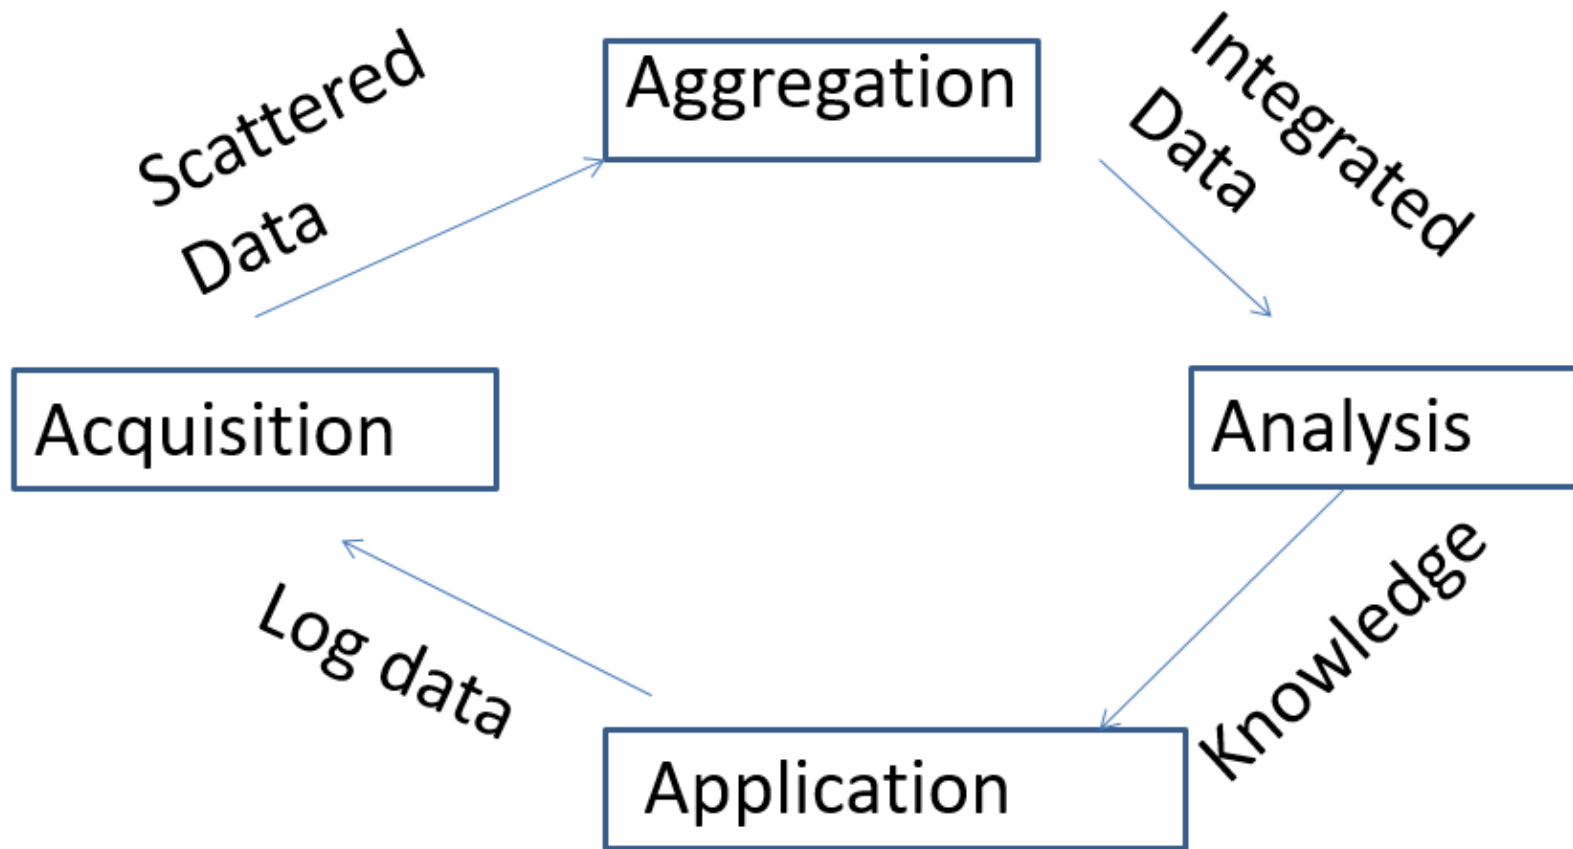 Scattered
Data
Aggregation
Integrated
Data
Acquisition
Analysis
Log data
Knowledge
Application